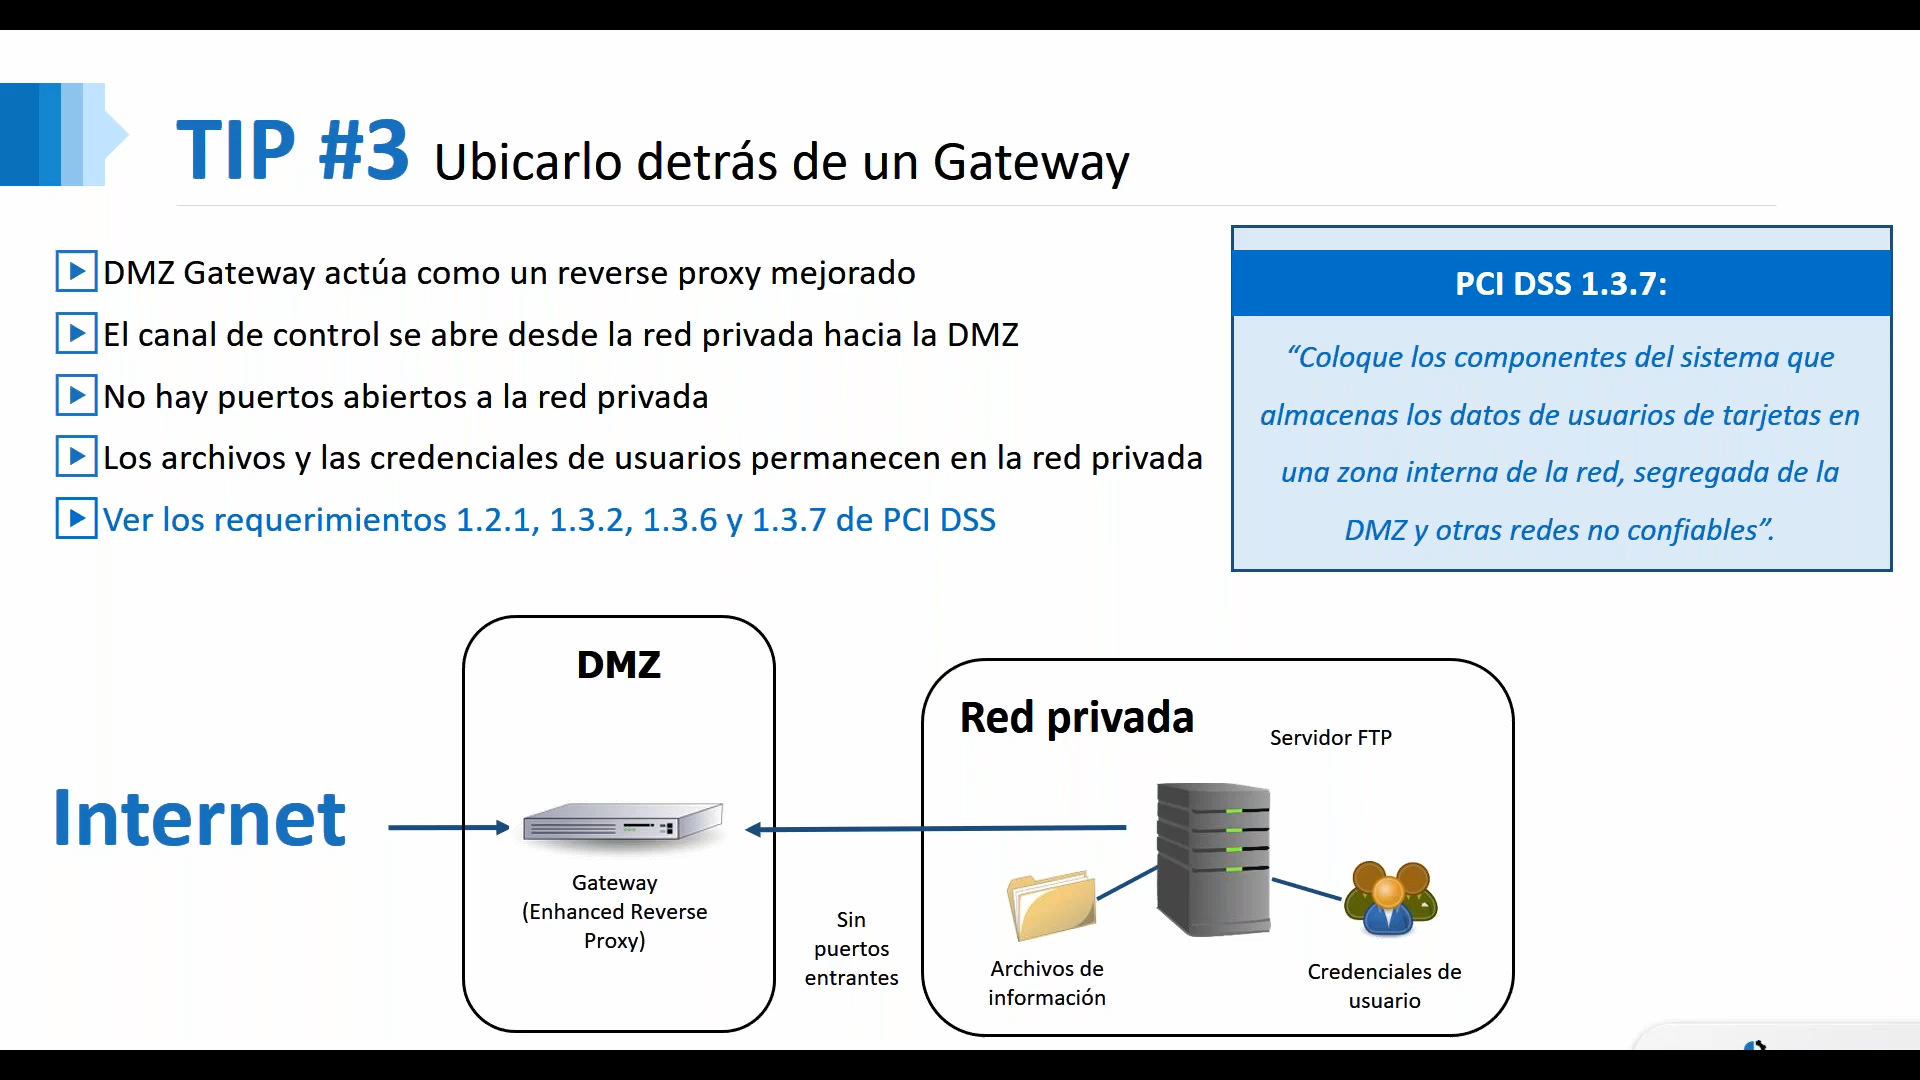 TIP #3 Ubicarlo detrás de un Gateway
DMZ Gateway actúa como un reverse proxy mejorado
El canal de control se abre desde la red privada hacia la DMZ
No hay puertos abiertos a la red privada
Los archivos y las credenciales de usuarios permanecen en la red privada
Ver los requerimientos 1.2.1, 1.3.2, 1.3.6 y 1.3.7 de PCI DSS
PCI DSS 1.3.7:
“Coloque los componentes del sistema que
almacenas los datos de usuarios de tarjetas en
una zona interna de la red, segregada de la
DMZ y otras redes no confiables”.
Internet
DMZ
Gateway
(Enhanced Reverse
Proxy)
Sin
puertos
entrantes
Red privada
Servidor FTP
Archivos de
información
Credenciales de
usuario